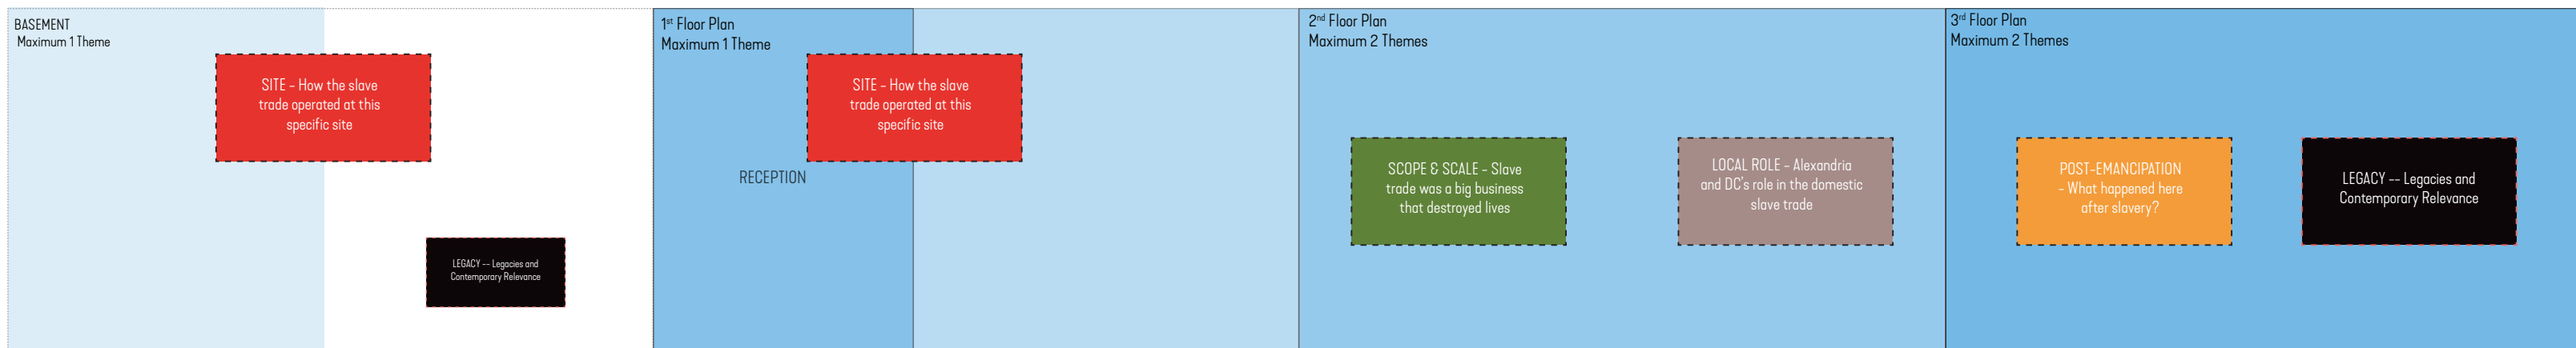 BASEMENT
Maximum 1 Theme
SITE - How the slave
trade operated at this
specific site
LEGACY -- Legacies and
Contemporary Relevance
1st Floor Plan
Maximum 1 Theme
SITE - How the slave
trade operated at this
specific site
RECEPTION
2nd Floor Plan
Maximum 2 Themes
SCOPE & SCALE - Slave
trade was a big business
that destroyed lives
LOCAL ROLE - Alexandria
and DC's role in the domestic
slave trade
3rd Floor Plan
Maximum 2 Themes
POST-EMANCIPATION
- What happened here
after slavery?
LEGACY -- Legacies and
Contemporary Relevance